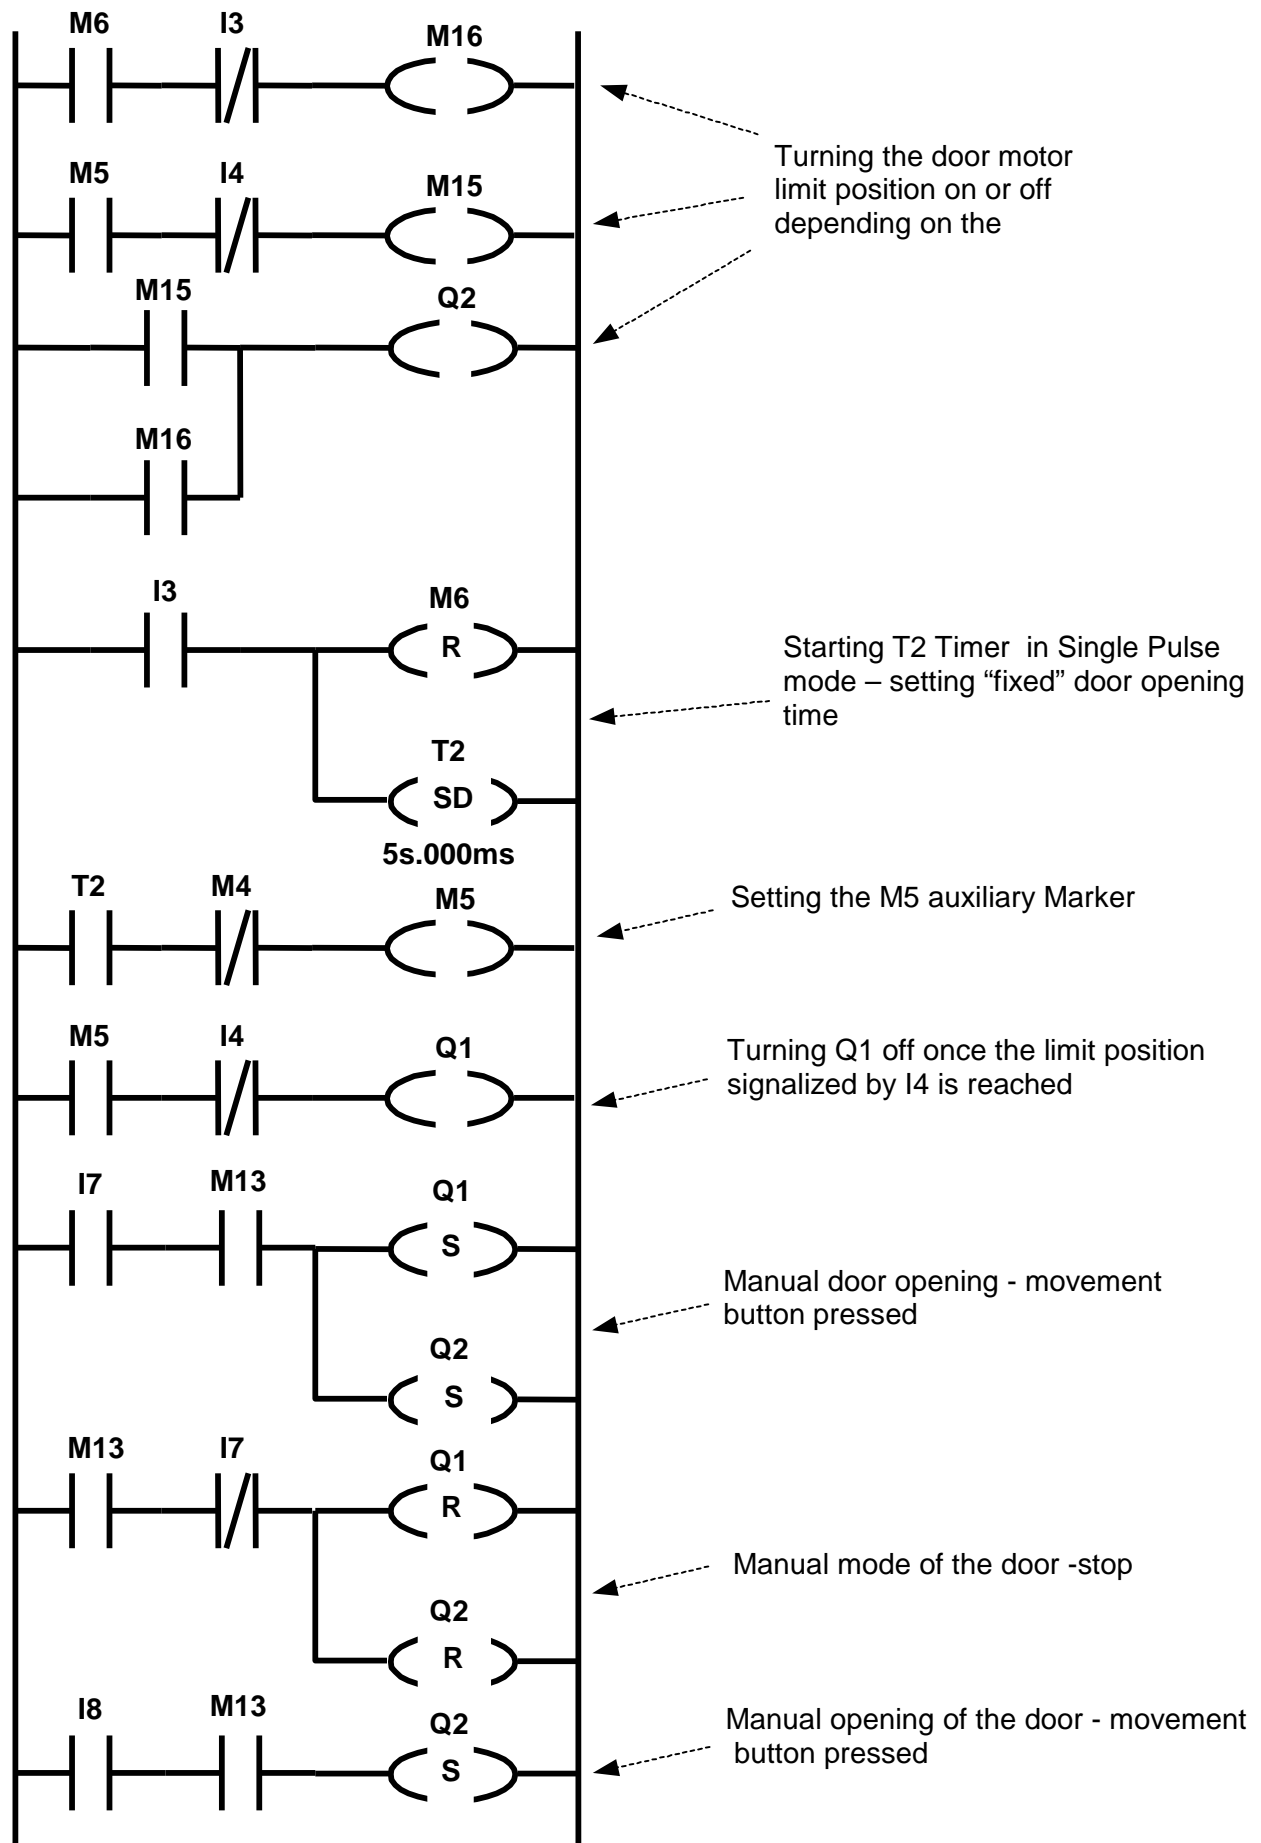 M6 I3 M16
Turning the door motor
limit position on or off
depending on the
M5 I4 M15
M15 Q2
M16
I3 M6
R
Starting T2 Timer in Single Pulse
mode – setting “fixed” door opening
time
T2
SD
5s.000ms
T2 M4 M5
Setting the M5 auxiliary Marker
M5 I4 Q1
Turning Q1 off once the limit position
signalized by I4 is reached
I7 M13 Q1
S
Manual door opening - movement
button pressed
Q2
S
M13 I7 Q1
R
Manual mode of the door -stop
Q2
R
I8 M13 Q2
S
Manual opening of the door - movement
button pressed